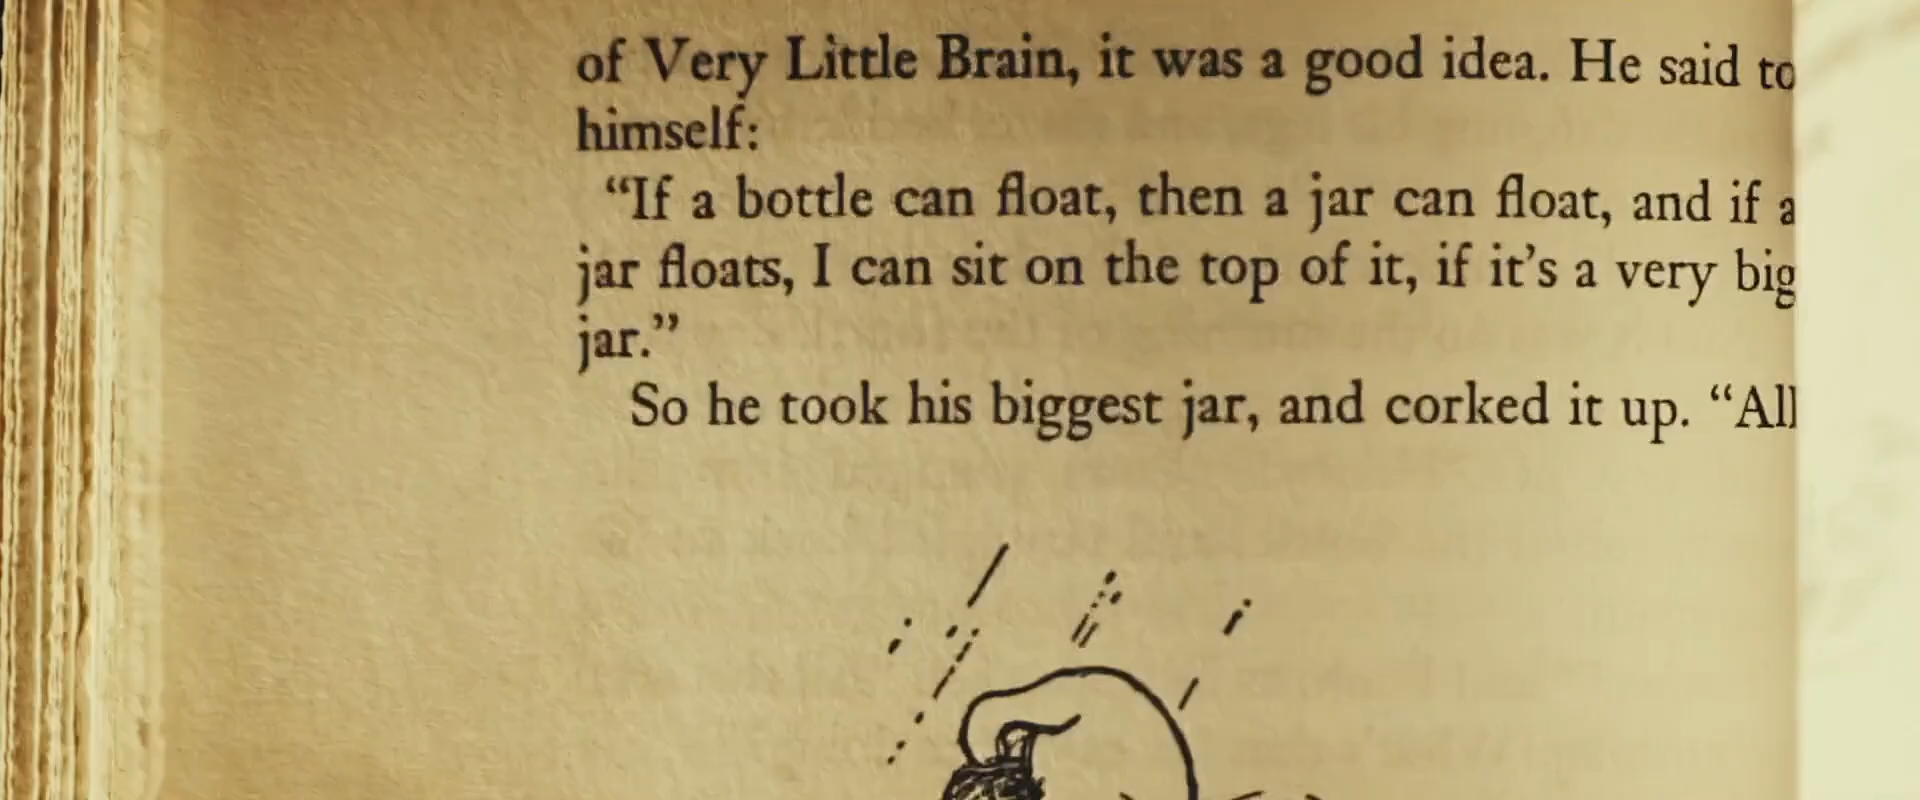 of Very Little Brain, it was a good idea. He said to
himself:
“If a bottle can float, then a jar can float, and if a
jar floats, I can sit on the top of it, if it’s a very big
jar.”
So he took his biggest jar, and corked it up. “All